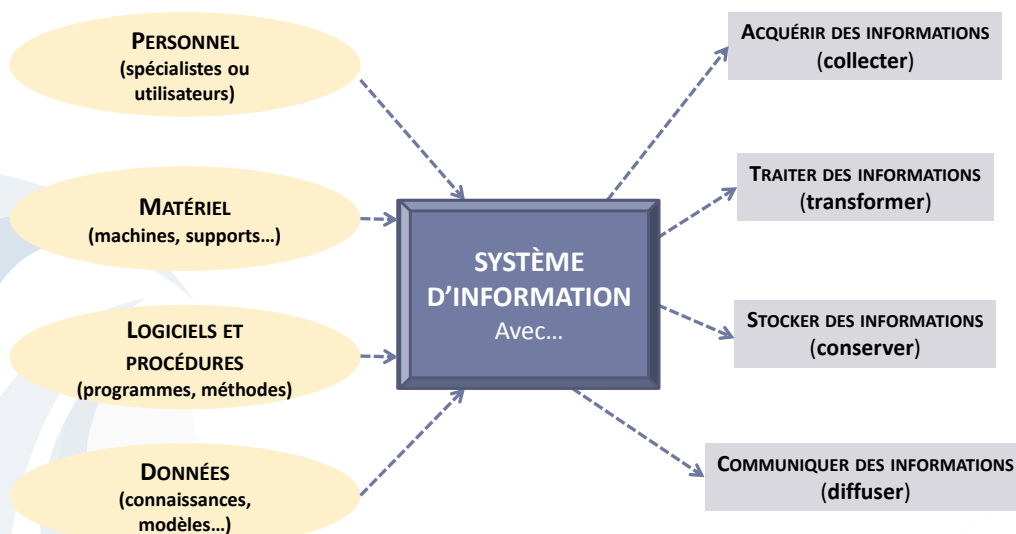 PERSONNEL
(spécialistes ou
utilisateurs)
MATÉRIEL
(machines, supports…)
LOGICIELS ET
PROCÉDURES
(programmes, méthodes)
DONNÉES
(connaissances,
modèles…)
SYSTÈME
D’INFORMATION
Avec…
ACQUÉRIR DES INFORMATIONS
(collecter)
TRAITER DES INFORMATIONS
(transformer)
STOCKER DES INFORMATIONS
(conserver)
COMMUNIQUER DES INFORMATIONS
(diffuser)